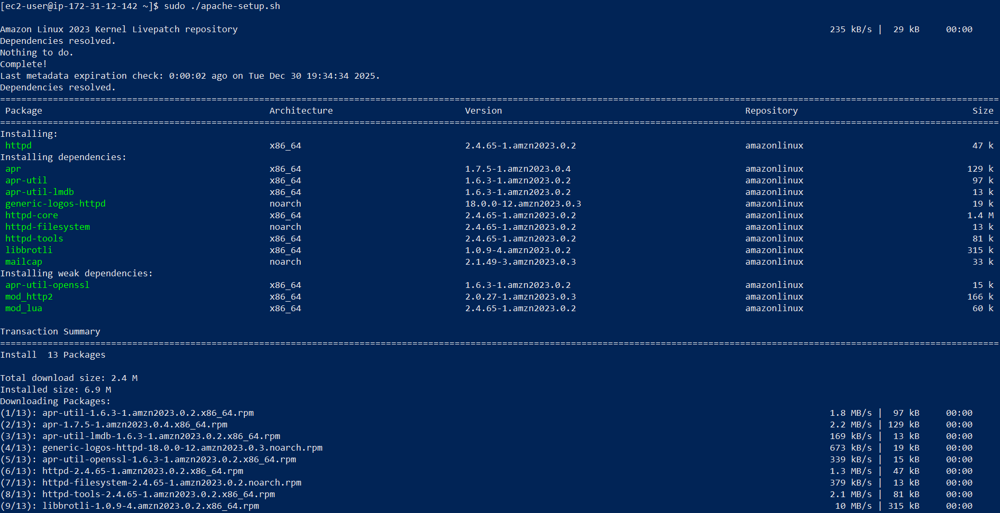 [ec2-user@ip-172-31-12-142 ~]$ sudo ./apache-setup.sh
Amazon Linux 2023 Kernel Livepatch repository 235 kB/s | 29 kB 00:00
Dependencies resolved.
Nothing to do.
Complete!
Last metadata expiration check: 0:00:02 ago on Tue Dec 30 19:34:34 2025.
Dependencies resolved.
Package Architecture Version Repository Size
Installing:
httpd x86_64 2.4.65-1.amzn2023.0.2 amazonlinux 47 k
Installing dependencies:
apr x86_64 1.7.5-1.amzn2023.0.4 amazonlinux 129 k
apr-util x86_64 1.6.3-1.amzn2023.0.2 amazonlinux 97 k
apr-util-lmdb x86_64 1.6.3-1.amzn2023.0.2 amazonlinux 13 k
generic-logos-httpd noarch 18.0.0-12.amzn2023.0.3 amazonlinux 19 k
httpd-core x86_64 2.4.65-1.amzn2023.0.2 amazonlinux 1.4 M
httpd-filesystem noarch 2.4.65-1.amzn2023.0.2 amazonlinux 13 k
httpd-tools x86_64 2.4.65-1.amzn2023.0.2 amazonlinux 81 k
libbrotli x86_64 1.0.9-4.amzn2023.0.2 amazonlinux 315 k
mailcap noarch 2.1.49-3.amzn2023.0.3 amazonlinux 33 k
Installing weak dependencies:
apr-util-openssl x86_64 1.6.3-1.amzn2023.0.2 amazonlinux 15 k
mod_http2 x86_64 2.0.27-1.amzn2023.0.3 amazonlinux 166 k
mod_lua x86_64 2.4.65-1.amzn2023.0.2 amazonlinux 60 k
Transaction Summary
Install 13 Packages
Total download size: 2.4 M
Installed size: 6.9 M
Downloading Packages:
(1/13): apr-util-1.6.3-1.amzn2023.0.2.x86_64.rpm 1.8 MB/s | 97 kB 00:00
(2/13): apr-1.7.5-1.amzn2023.0.4.x86_64.rpm 2.2 MB/s | 129 kB 00:00
(3/13): apr-util-lmdb-1.6.3-1.amzn2023.0.2.x86_64.rpm 169 kB/s | 13 kB 00:00
(4/13): generic-logos-httpd-18.0.0-12.amzn2023.0.3.noarch.rpm 673 kB/s | 19 kB 00:00
(5/13): apr-util-openssl-1.6.3-1.amzn2023.0.2.x86_64.rpm 339 kB/s | 15 kB 00:00
(6/13): httpd-2.4.65-1.amzn2023.0.2.x86_64.rpm 1.3 MB/s | 47 kB 00:00
(7/13): httpd-filesystem-2.4.65-1.amzn2023.0.2.noarch.rpm 379 kB/s | 13 kB 00:00
(8/13): httpd-tools-2.4.65-1.amzn2023.0.2.x86_64.rpm 2.1 MB/s | 81 kB 00:00
(9/13): libbrotli-1.0.9-4.amzn2023.0.2.x86_64.rpm 10 MB/s | 315 kB 00:00